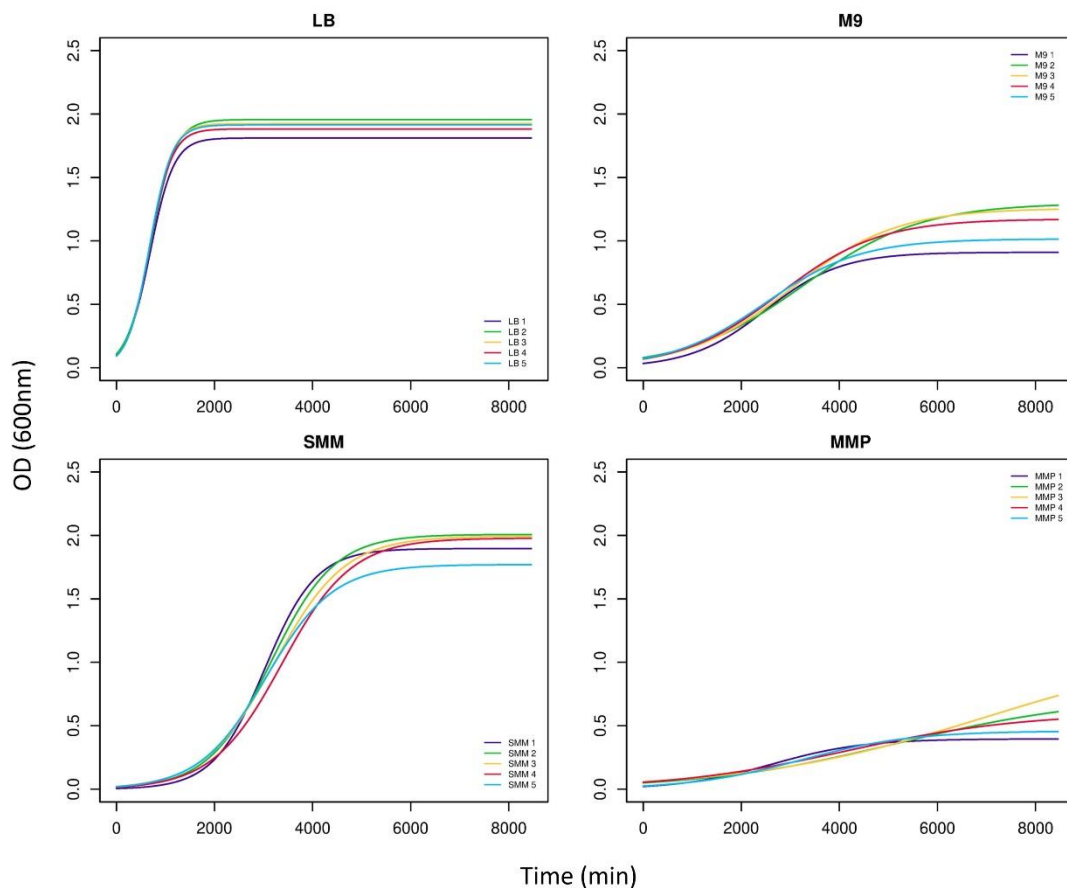 LB
2.5
2.0
1.5
1.0
0.5
0.0
LB 1
LB 2
LB 3
LB 4
LB 5
0 2000 4000 6000 8000
M9
2.5
2.0
1.5
1.0
0.5
0.0
M9 1
M9 2
M9 3
M9 4
M9 5
0 2000 4000 6000 8000
OD (600nm)
SMM
2.5
2.0
1.5
1.0
0.5
0.0
SMM 1
SMM 2
SMM 3
SMM 4
SMM 5
0 2000 4000 6000 8000
MMP
2.5
2.0
1.5
1.0
0.5
0.0
MMP 1
MMP 2
MMP 3
MMP 4
MMP 5
0 2000 4000 6000 8000
Time (min)